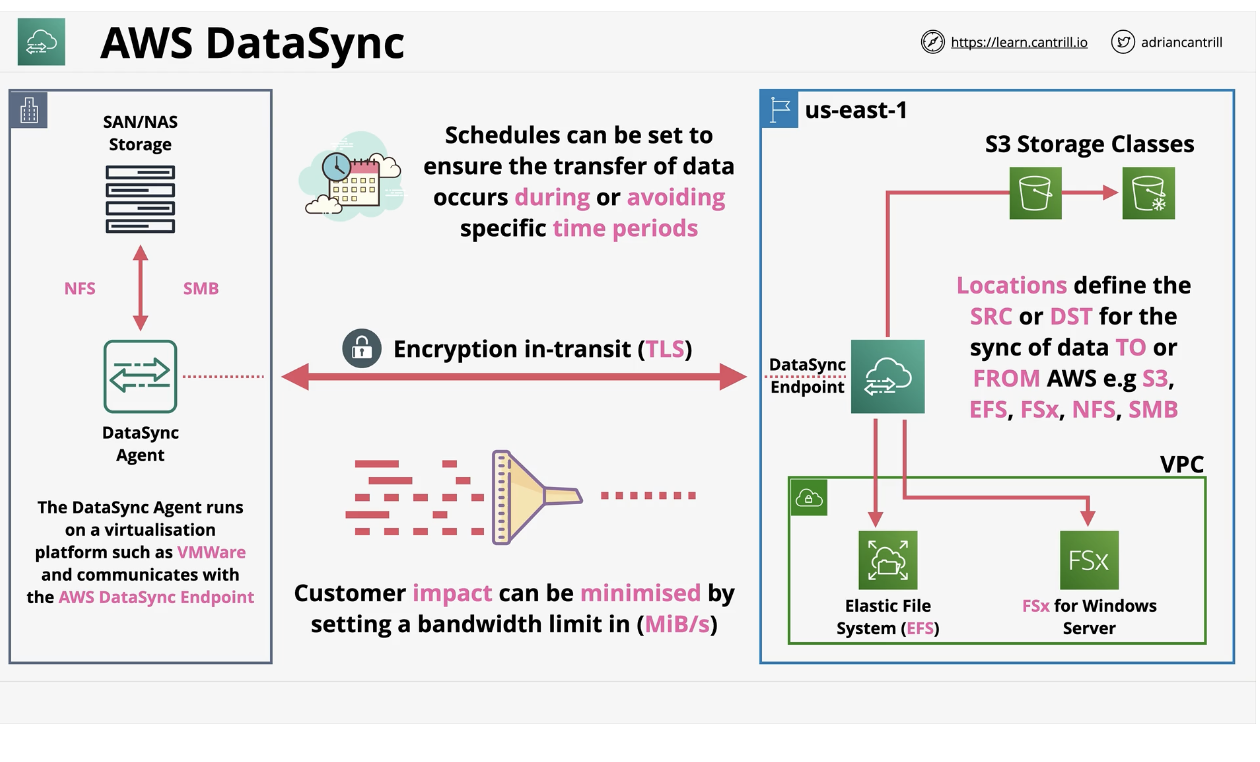 AWS DataSync
https://learn.cantrill.io
adriancantrill
SAN/NAS
Storage
NFS
SMB
DataSync
Agent
The DataSync Agent runs
on a virtualisation
platform such as VMWare
and communicates with
the AWS DataSync Endpoint
Schedules can be set to
ensure the transfer of data
occurs during or avoiding
specific time periods
Encryption in-transit (TLS)
Customer impact can be minimised by
setting a bandwidth limit in (MiB/s)
us-east-1
S3 Storage Classes
Locations define the
SRC or DST for the
sync of data TO or
FROM AWS e.g S3,
EFS, FSx, NFS, SMB
DataSync
Endpoint
VPC
Elastic File
System (EFS)
FSx
FSx for Windows
Server